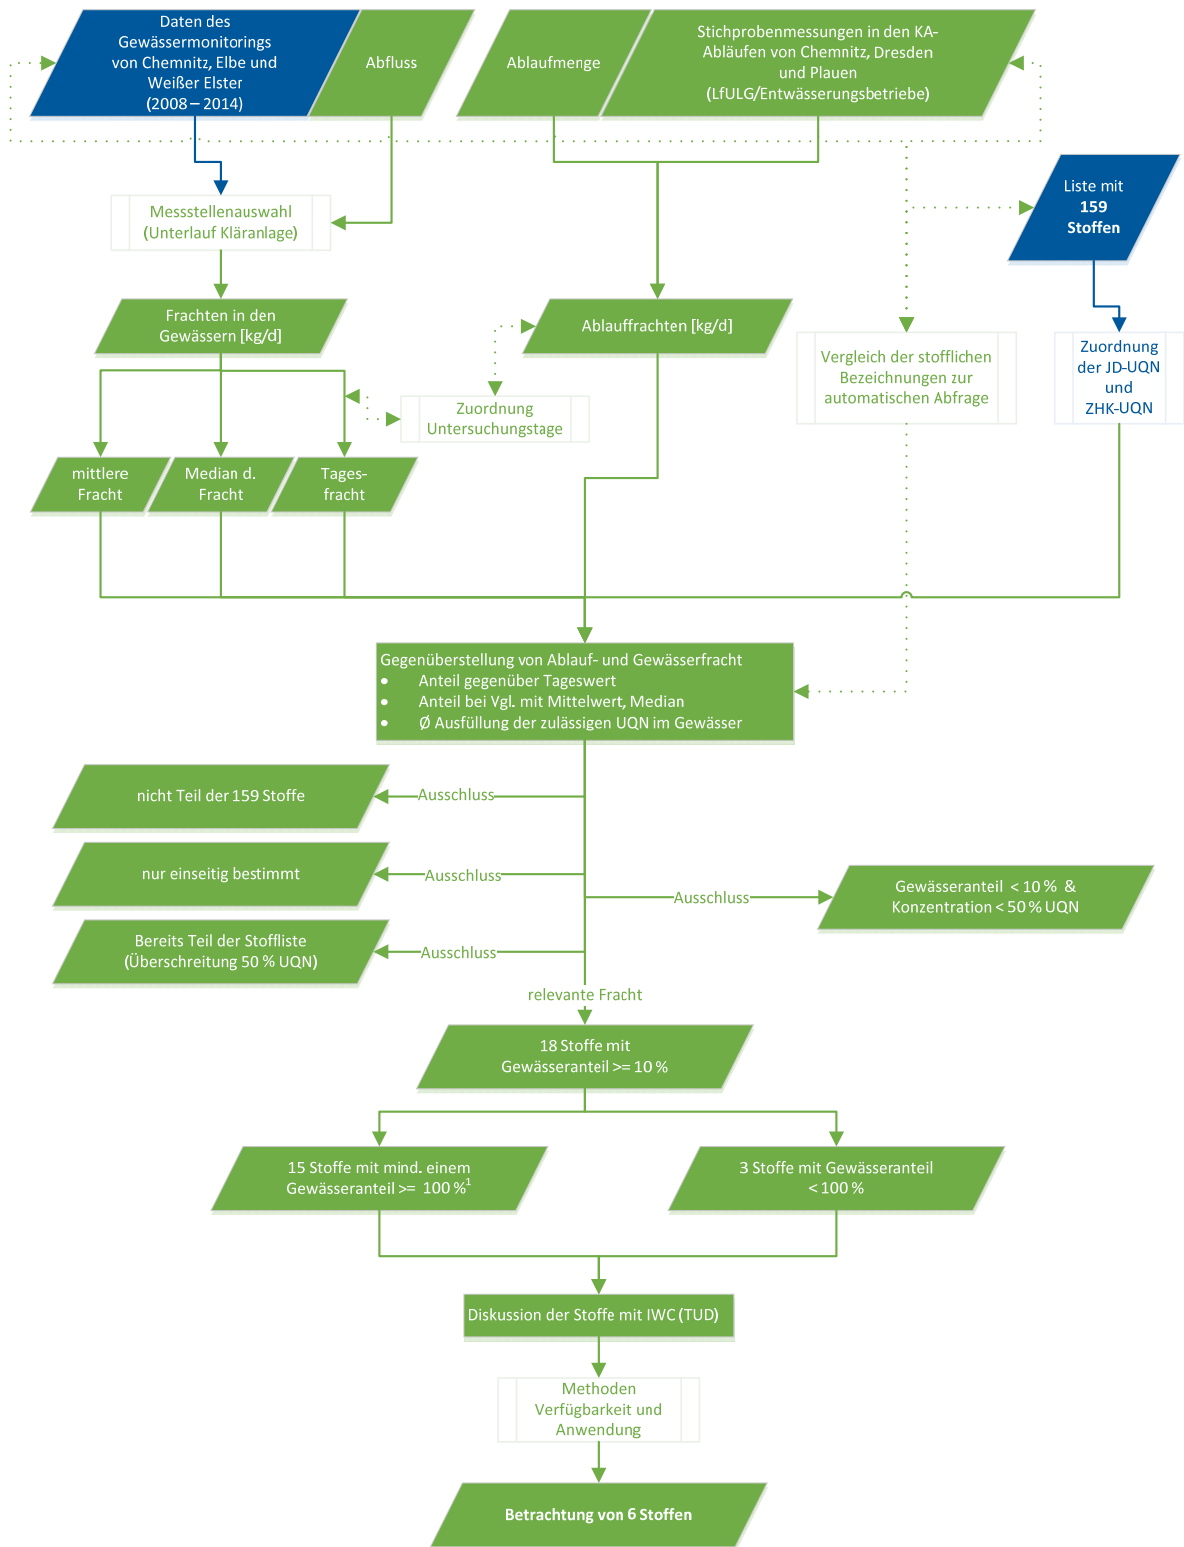 Daten des
Gewässermonitorings
von Chemnitz, Elbe und
Weißer Elster
(2008 – 2014)
Abfluss
Ablaufmenge
Stichprobenmessungen in den KA-
Abläufen von Chemnitz, Dresden
und Plauen
(LfULG/Entwässerungsbetriebe)
Liste mit
159
Stoffen
Messstellenauswahl
(Unterlauf Kläranlage)
Frachten in den
Gewässern [kg/d]
Ablauffrachten [kg/d]
Vergleich der stofflichen
Bezeichnungen zur
automatischen Abfrage
Zuordnung
der JD-UQN
und
ZHK-UQN
Zuordnung
Untersuchungstage
mittlere
Fracht
Median d.
Fracht
Tages-
fracht
Gegenüberstellung von Ablauf- und Gewässerfracht
• Anteil gegenüber Tageswert
• Anteil bei Vgl. mit Mittelwert, Median
• Ø Ausfüllung der zulässigen UQN im Gewässer
nicht Teil der 159 Stoffe
Ausschluss
nur einseitig bestimmt
Ausschluss
Ausschluss
Gewässeranteil < 10 % &
Konzentration < 50 % UQN
Bereits Teil der Stoffliste
(Überschreitung 50 % UQN)
Ausschluss
relevante Fracht
18 Stoffe mit
Gewässeranteil >= 10 %
15 Stoffe mit mind. einem
Gewässeranteil >= 100 %¹
3 Stoffe mit Gewässeranteil
< 100 %
Diskussion der Stoffe mit IWC (TUD)
Methoden
Verfügbarkeit und
Anwendung
Betrachtung von 6 Stoffen